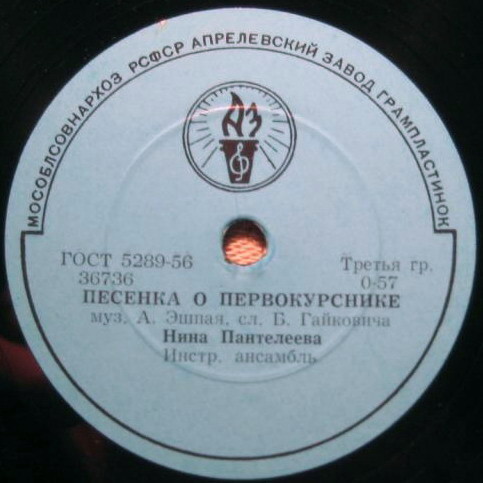 МОСОБЛСОВНАРХОЗ РСФСР АПРЕЛЕВСКИЙ ЗАВОД ГРАМПЛАСТИНОК
АЗ
ГОСТ 5289-56
Третья гр.
36736
0-57
ПЕСЕНКА О ПЕРВОКУРСНИКЕ
муз. А. Эшпая, сл. Б. Гайковича
Нина Пантелеева
Инстр. ансамбль